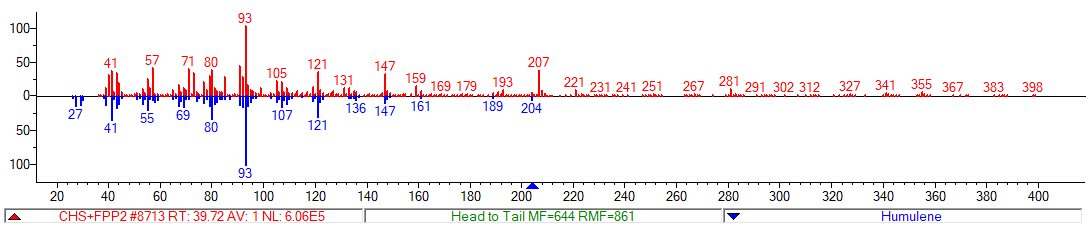 93
100
41 57 71 80 121 207
50
105 131 147 159 169 179 193 221 231 241 251 267 281 291 302 312 327 341 355 367 383 398
0
27 41 55 69 80 107 121 136 147 161 189 204
50
100
93
20 40 60 80 100 120 140 160 180 200 220 240 260 280 300 320 340 360 380 400
CHS+FPP2 #8713 RT: 39.72 AV: 1 NL: 6.06E5 Head to Tail MF=644 RMF=861 Humulene